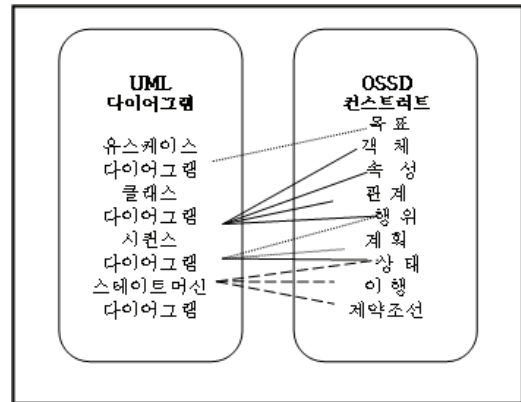 UML
다이어그램
유스케이스
다이어그램
클래스
다이어그램
시퀀스
다이어그램
스테이트머신
다이어그램
OSSD
컨스트러트
목표
객체
속성
관계
행위
계획
상태
이행
제약조선